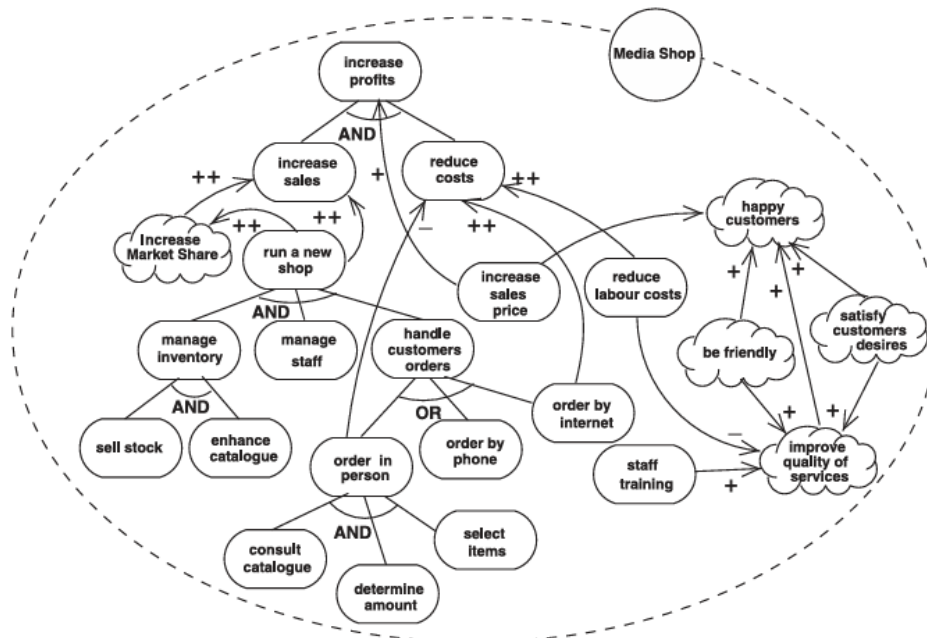 Media Shop
increase
profits
AND
increase
sales
reduce
costs
++
+
++
happy
customers
++
++
–
++
Increase
Market Share
run a new
shop
increase
sales
price
reduce
labour costs
+
+
+
satisfy
customers
desires
AND
manage
inventory
manage
staff
handle
customers
orders
be friendly
AND
OR
order by
internet
sell stock
enhance
catalogue
order in
person
order by
phone
+
+
–
improve
quality of
services
staff
training
+
AND
consult
catalogue
select
items
determine
amount